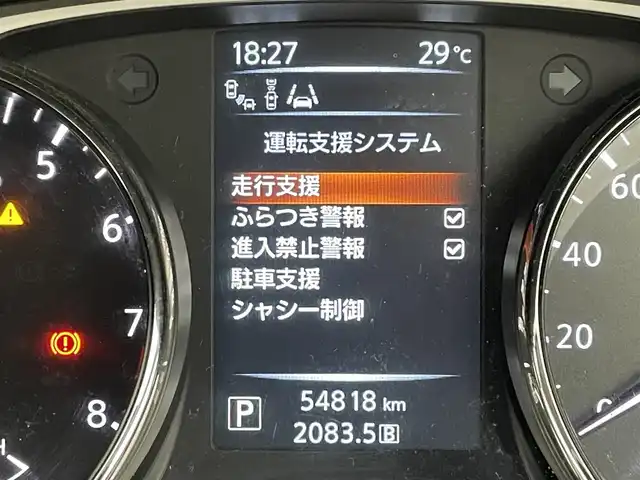 18:27 29℃
運転支援システム
走行支援
ふらつき警報
進入禁止警報
駐車支援
シャシー制御
P 54818 km
2083.5 B
5
6
7
8
60
40
20
0